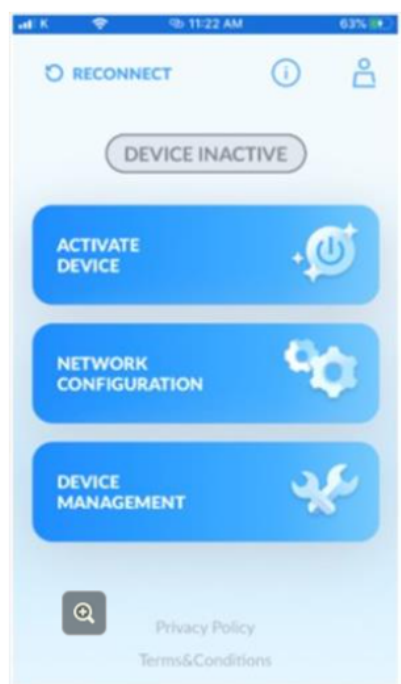 K 11:22 AM 63%
RECONNECT
DEVICE INACTIVE
ACTIVATE
DEVICE
NETWORK
CONFIGURATION
DEVICE
MANAGEMENT
Privacy Policy
Terms&Conditions